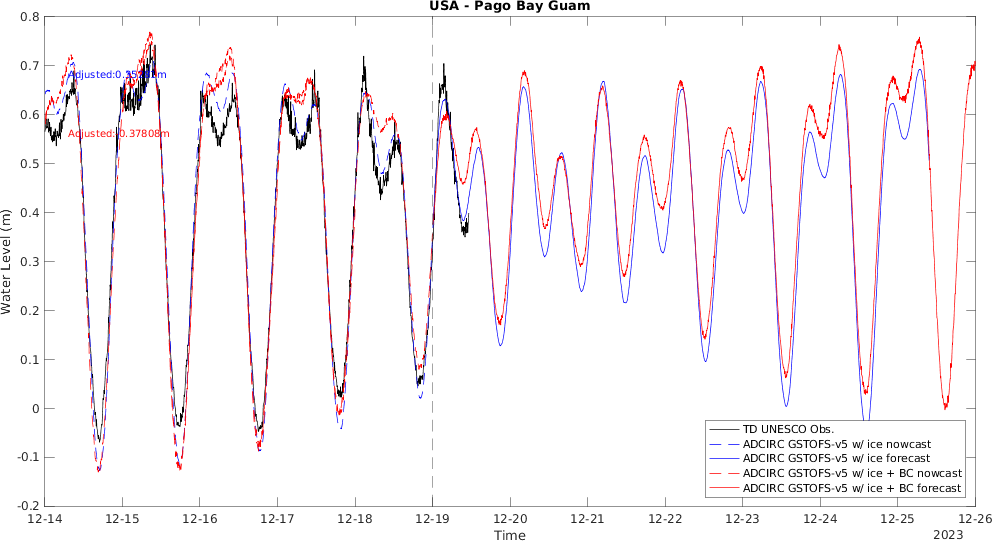 USA - Pago Bay Guam
0.8
0.7
0.6
0.5
0.4
0.3
0.2
0.1
0
-0.1
-0.2
Water Level (m)
Adjusted:-0.37808m
TD UNESCO Obs.
ADCIRC GSTOFS-v5 w/ ice nowcast
ADCIRC GSTOFS-v5 w/ ice forecast
ADCIRC GSTOFS-v5 w/ ice + BC nowcast
ADCIRC GSTOFS-v5 w/ ice + BC forecast
12-14 12-15 12-16 12-17 12-18 12-19 12-20 12-21 12-22 12-23 12-24 12-25 12-26
Time
2023